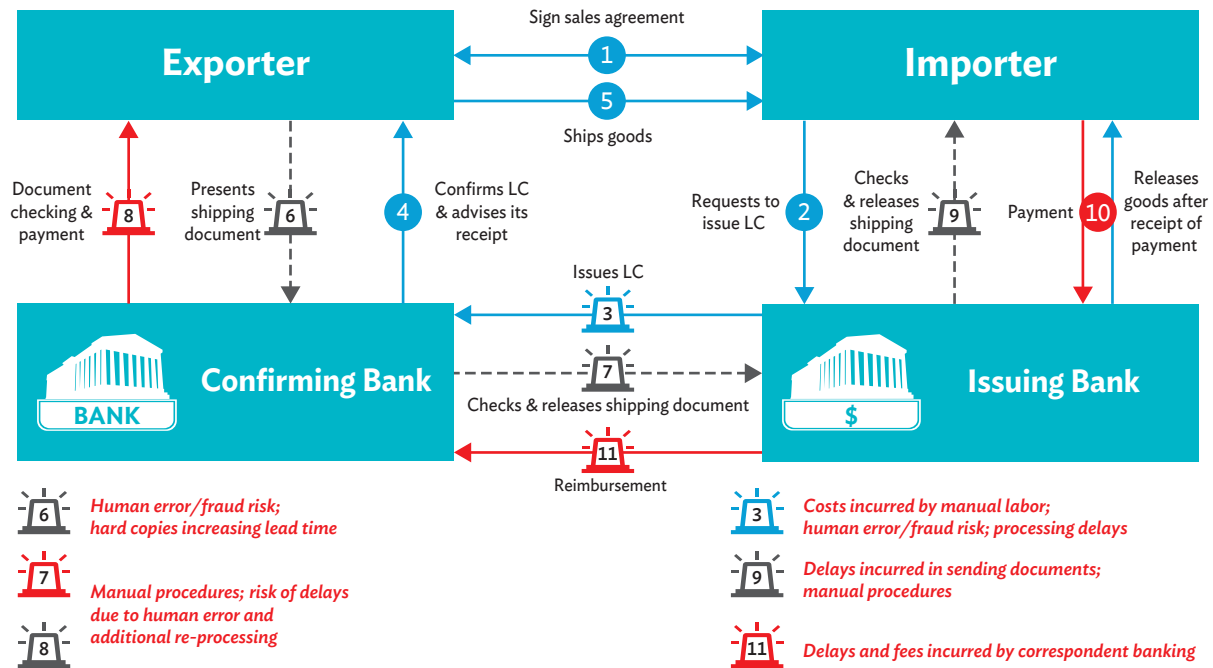 Sign sales agreement
1
Exporter
Importer
5
Ships goods
Document
checking &
payment
8
Presents
shipping
document
6
4
Confirms LC
& advises its
receipt
Requests to
issue LC
2
Checks
& releases
shipping
document
9
Payment
10
Releases
goods after
receipt of
payment
Issues LC
3
BANK
Confirming Bank
7
Checks & releases shipping document
$
Issuing Bank
11
Reimbursement
6
Human error/fraud risk;
hard copies increasing lead time
7
8
Manual procedures; risk of delays
due to human error and
additional re-processing
3
Costs incurred by manual labor;
human error/fraud risk; processing delays
9
Delays incurred in sending documents;
manual procedures
11
Delays and fees incurred by correspondent banking